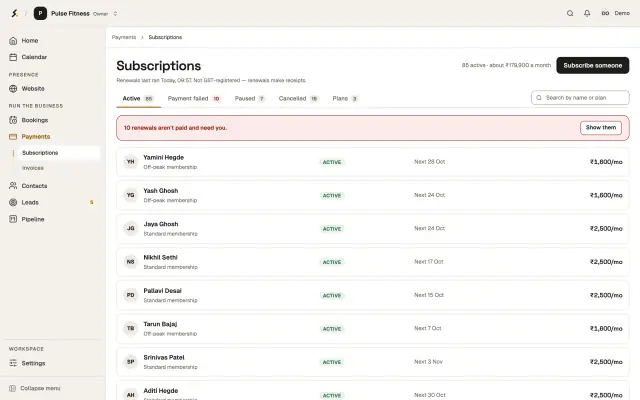 P Pulse Fitness Owner
DO Demo
Home
Calendar
PRESENCE
Website
RUN THE BUSINESS
Bookings
Payments
Subscriptions
Invoices
Contacts
Leads 5
Pipeline
WORKSPACE
Settings
Collapse menu
Payments > Subscriptions
Subscriptions
Renewals last ran Today, 09:57. Not GST-registered — renewals make receipts.
85 active · about ₹179,900 a month
Subscribe someone
Active 85 Payment failed 10 Paused 7 Cancelled 18 Plans 3
Search by name or plan
10 renewals aren't paid and need you.
Show them
YH Yamini Hegde ACTIVE Next 28 Oct ₹1,600/mo
Off-peak membership
YG Yash Ghosh ACTIVE Next 24 Oct ₹1,600/mo
Off-peak membership
JG Jaya Ghosh ACTIVE Next 24 Oct ₹2,500/mo
Standard membership
NS Nikhil Sethi ACTIVE Next 17 Oct ₹2,500/mo
Standard membership
PD Pallavi Desai ACTIVE Next 15 Oct ₹2,500/mo
Standard membership
TB Tarun Bajaj ACTIVE Next 7 Oct ₹1,600/mo
Off-peak membership
SP Srinivas Patel ACTIVE Next 3 Nov ₹2,500/mo
Standard membership
AH Aditi Hegde ACTIVE Next 30 Oct ₹2,500/mo
Standard membership